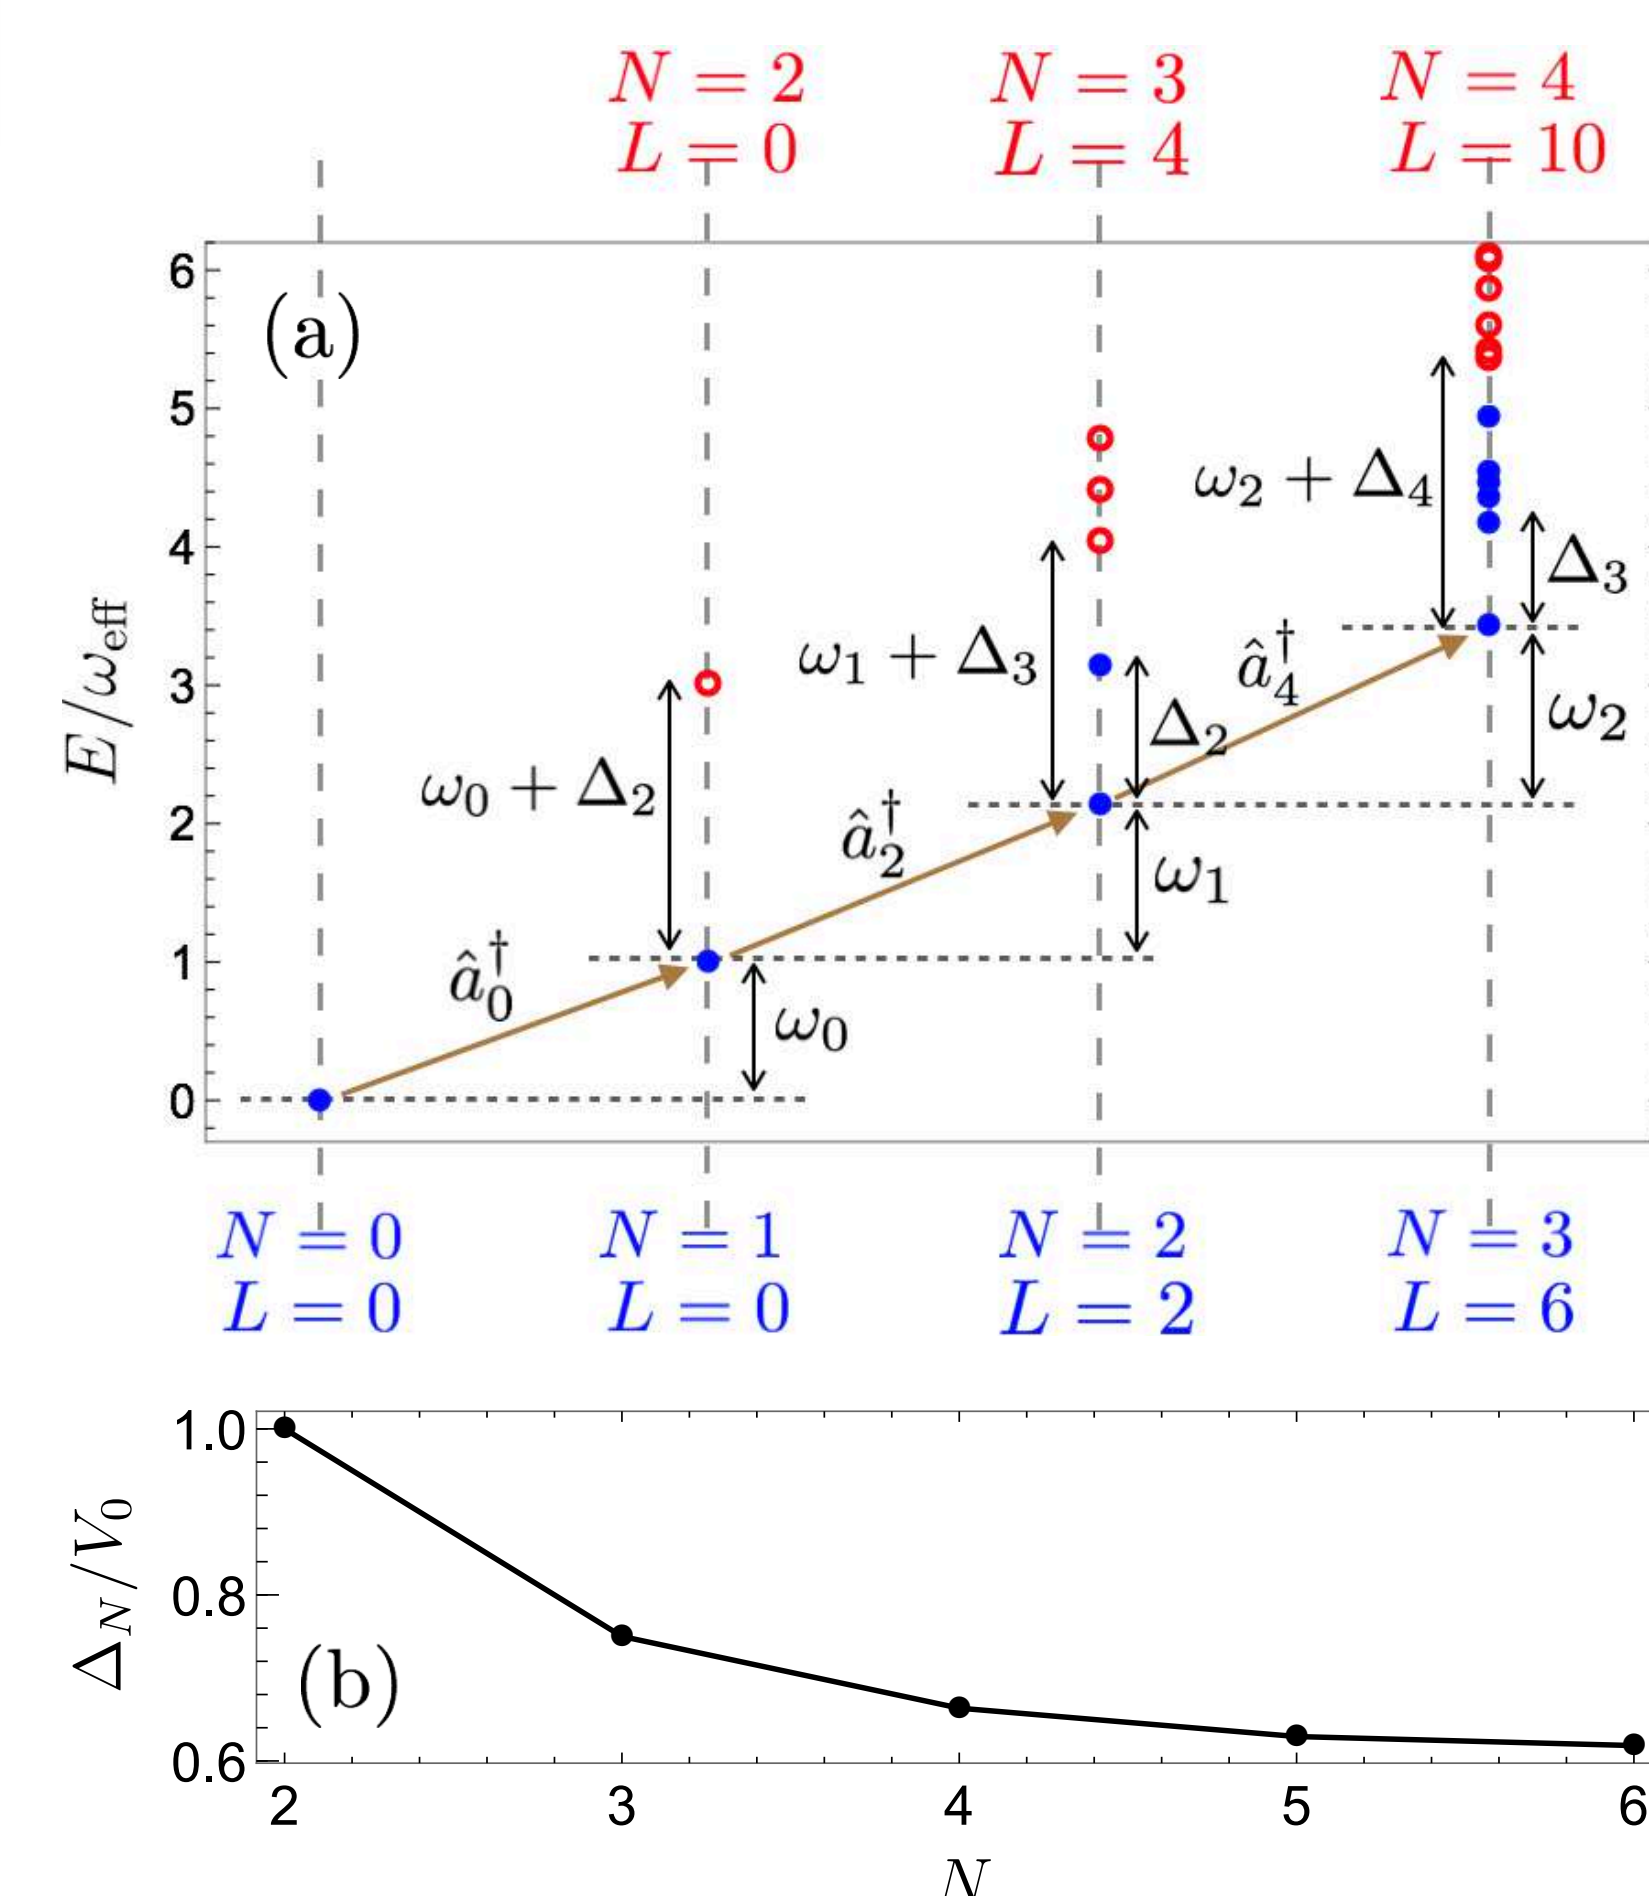 N = 2 N = 3 N = 4
L = 0 L = 4 L = 10
(a)
E/ω_eff
6
5
4
3
2
1
0
ω₂ + Δ₄
Δ₃
ω₁ + Δ₃
â₄†
Δ₂
ω₂
ω₀ + Δ₂
â₂†
ω₁
â₀†
ω₀
N = 0 N = 1 N = 2 N = 3
L = 0 L = 0 L = 2 L = 6
(b)
Δ_N/V₀
1.0
0.8
0.6
2 3 4 5 6
N